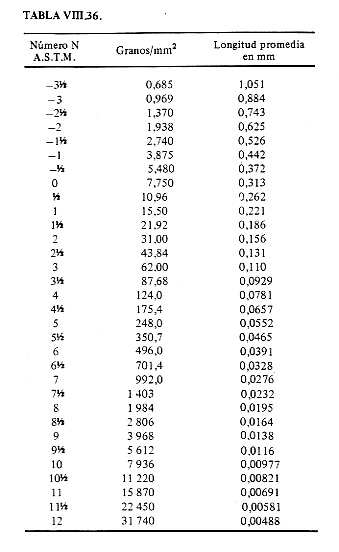 TABLA VIII.36.
Número N Granos/mm² Longitud promedia
A.S.T.M. en mm
−3½ 0,685 1,051
−3 0,969 0,884
−2½ 1,370 0,743
−2 1,938 0,625
−1½ 2,740 0,526
−1 3,875 0,442
−½ 5,480 0,372
0 7,750 0,313
½ 10,96 0,262
1 15,50 0,221
1½ 21,92 0,186
2 31,00 0,156
2½ 43,84 0,131
3 62,00 0,110
3½ 87,68 0,0929
4 124,0 0,0781
4½ 175,4 0,0657
5 248,0 0,0552
5½ 350,7 0,0465
6 496,0 0,0391
6½ 701,4 0,0328
7 992,0 0,0276
7½ 1 403 0,0232
8 1 984 0,0195
8½ 2 806 0,0164
9 3 968 0,0138
9½ 5 612 0,0116
10 7 936 0,00977
10½ 11 220 0,00821
11 15 870 0,00691
11½ 22 450 0,00581
12 31 740 0,00488